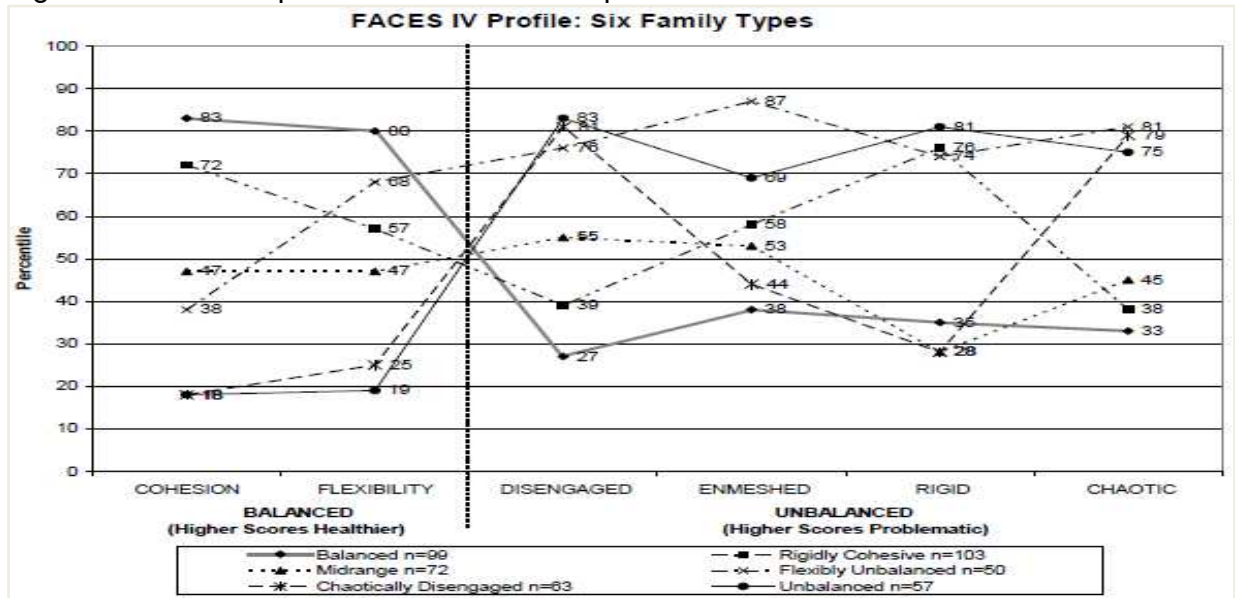 FACES IV Profile: Six Family Types
100
90
80
70
60
50
40
30
20
10
0
Percentile
83 80 83 87 81 81
72 68 81 69 76 79
47 57 76 58 74 75
38 47 55 53 35 45
18 25 39 44 28 38
19 27 38 33
COHESION FLEXIBILITY DISENGAGED ENMESHED RIGID CHAOTIC
BALANCED UNBALANCED
(Higher Scores Healthier) (Higher Scores Problematic)
Balanced n=99 Rigidly Cohesive n=103
Midrange n=72 Flexibly Unbalanced n=50
Chaotically Disengaged n=63 Unbalanced n=57